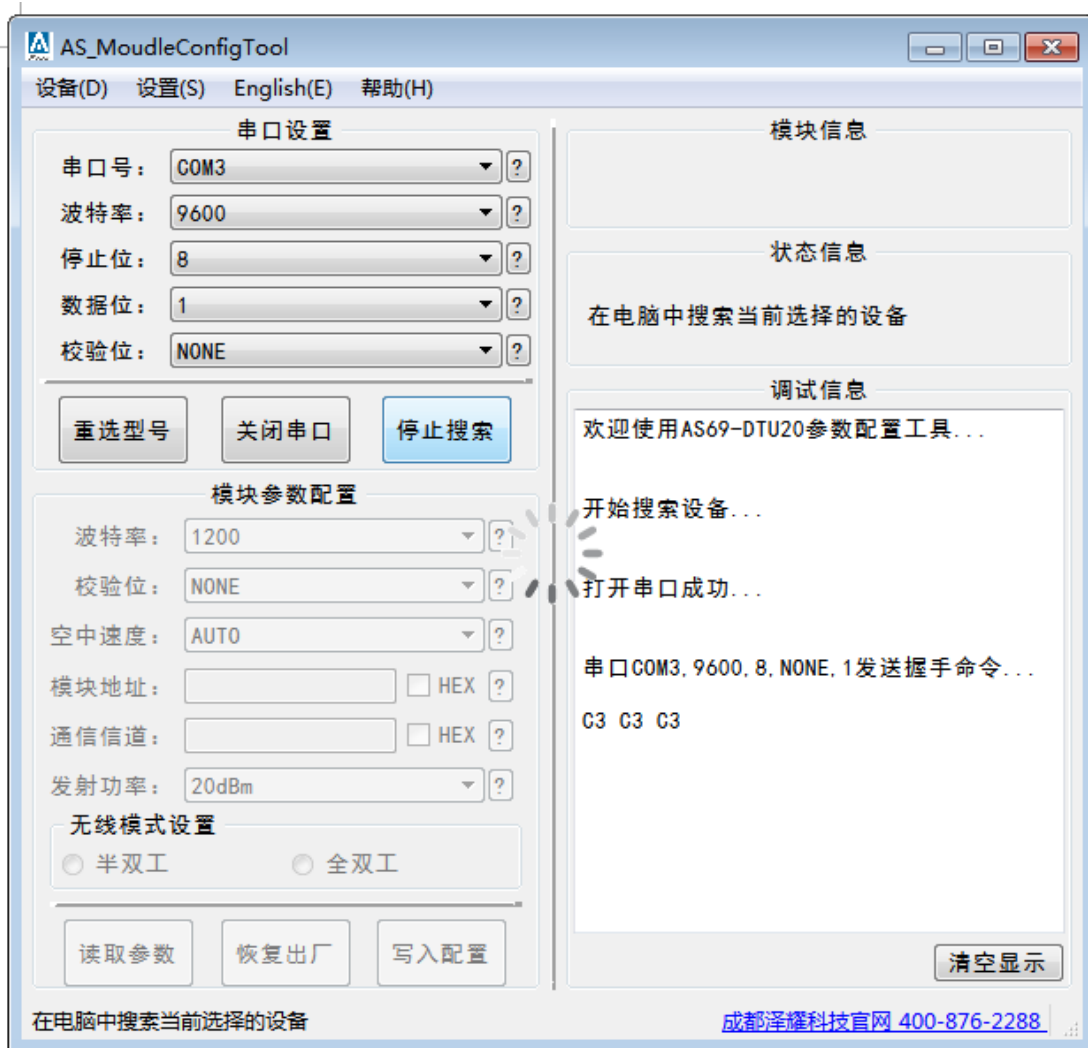 AS_MoudleConfigTool
设备(D) 设置(S) English(E) 帮助(H)
串口设置
串口号： COM3 ?
波特率： 9600 ?
停止位： 8 ?
数据位： 1 ?
校验位： NONE ?
重选型号 关闭串口 停止搜索
模块参数配置
波特率： 1200 ?
校验位： NONE ?
空中速度： AUTO ?
模块地址： HEX ?
通信信道： HEX ?
发射功率： 20dBm ?
无线模式设置
半双工 全双工
读取参数 恢复出厂 写入配置
模块信息
状态信息
在电脑中搜索当前选择的设备
调试信息
欢迎使用AS69-DTU20参数配置工具...
开始搜索设备...
打开串口成功...
串口COM3,9600,8,NONE,1发送握手命令...
C3 C3 C3
清空显示
在电脑中搜索当前选择的设备
成都泽耀科技官网 400-876-2288